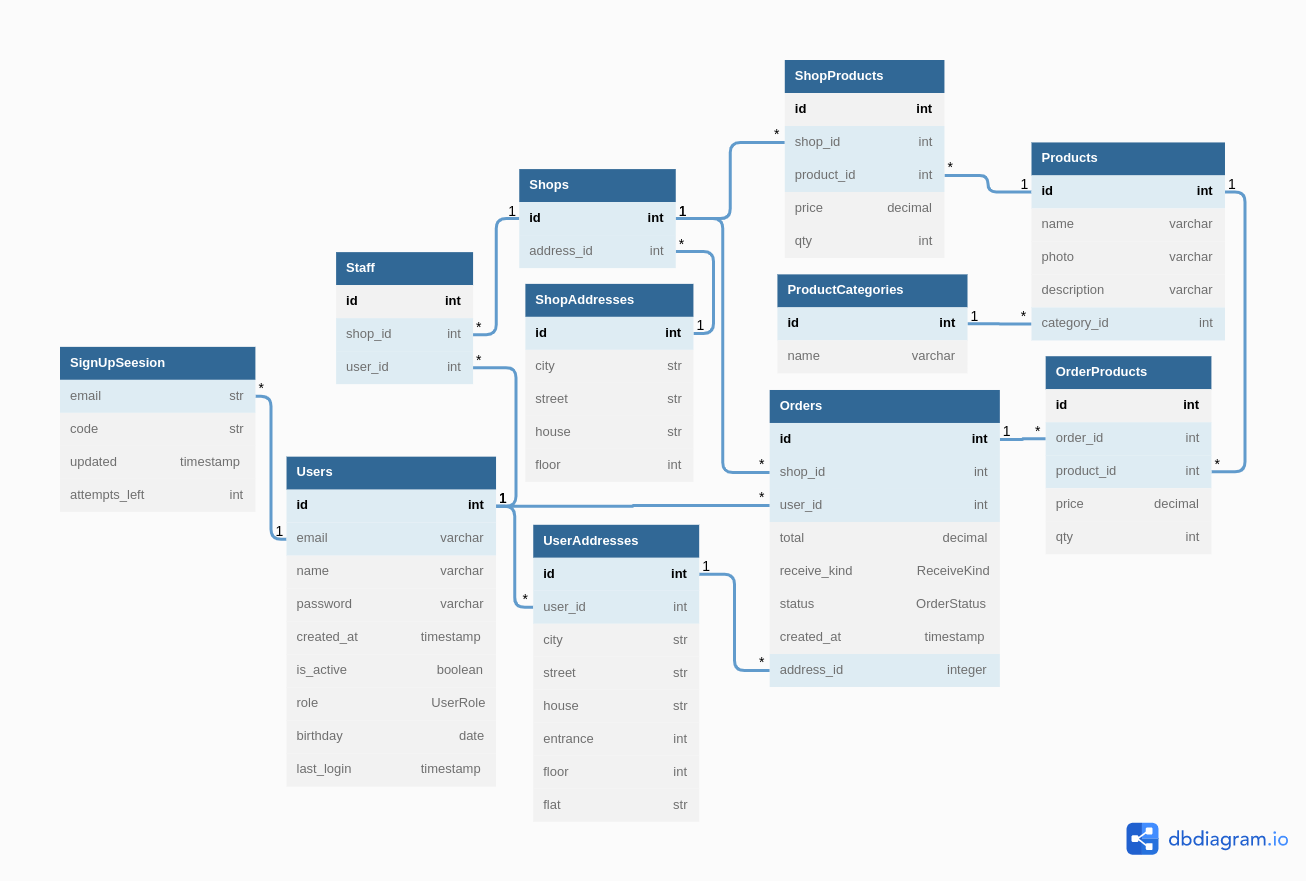 ShopProducts
id int
* shop_id int
product_id int *
price decimal
qty int
Products
1 id int 1
name varchar
photo varchar
description varchar
* category_id int
Shops
1 id int 1
address_id int *
Staff
id int
shop_id int *
user_id int *
ShopAddresses
id int 1
city str
street str
house str
floor int
ProductCategories
id int 1
name varchar
SignUpSeesion
email str *
code str
updated timestamp
attempts_left int
OrderProducts
id int
* order_id int
product_id int *
price decimal
qty int
Orders
id int 1
* shop_id int
* user_id int
total decimal
receive_kind ReceiveKind
status OrderStatus
created_at timestamp
* address_id integer
Users
id int 1
1 email varchar
name varchar
password varchar
created_at timestamp
is_active boolean
role UserRole
birthday date
last_login timestamp
UserAddresses
id int 1
* user_id int
city str
street str
house str
entrance int
floor int
flat str
dbdiagram.io